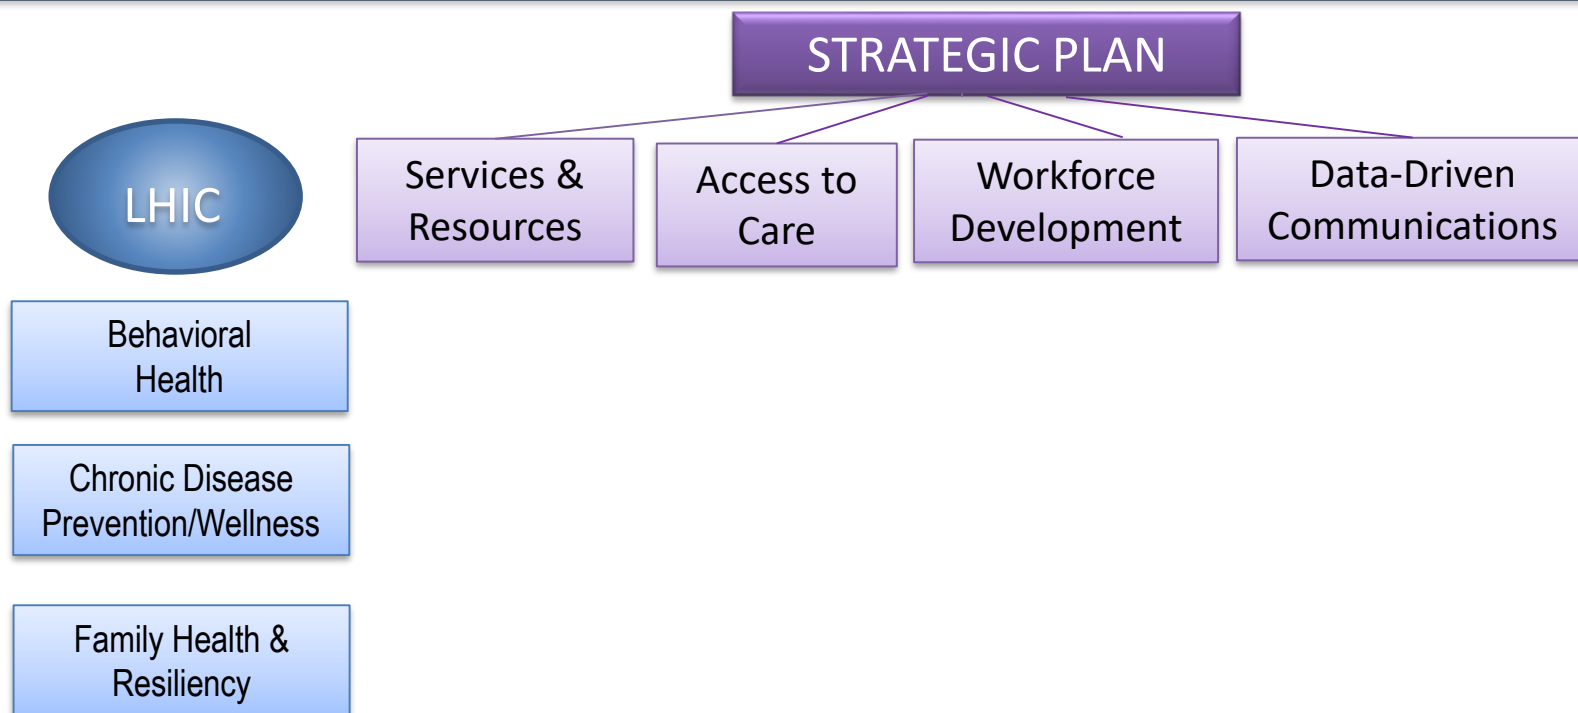 STRATEGIC PLAN
LHIC
Services &
Resources
Access to
Care
Workforce
Development
Data-Driven
Communications
Behavioral
Health
Chronic Disease
Prevention/Wellness
Family Health &
Resiliency